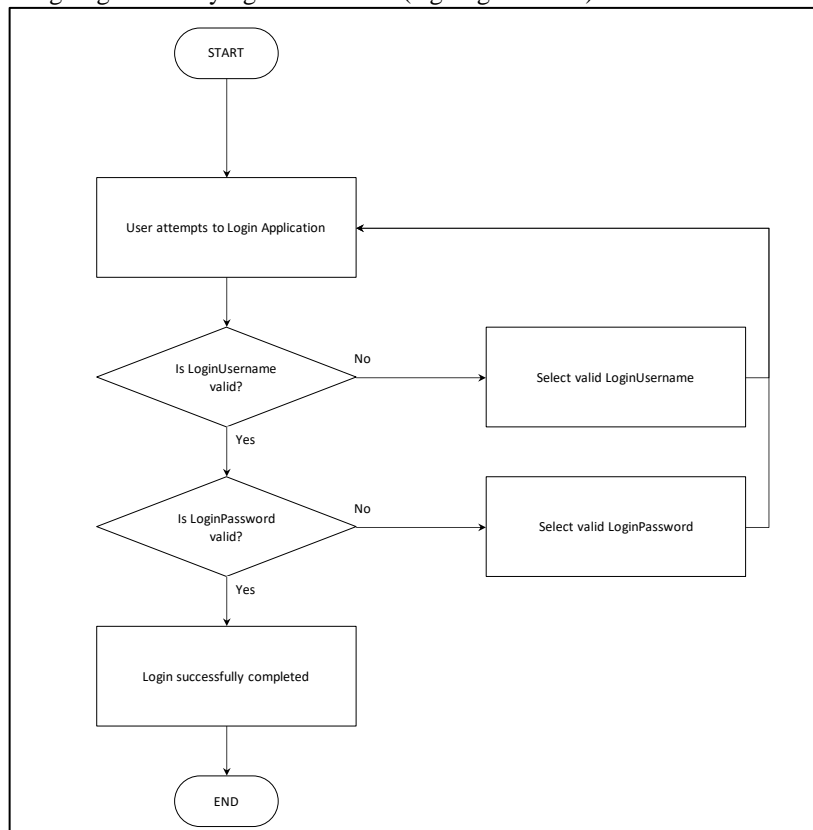 START
User attempts to Login Application
Is LoginUsername
valid?
No
Select valid LoginUsername
Yes
Is LoginPassword
valid?
No
Select valid LoginPassword
Yes
Login successfully completed
END